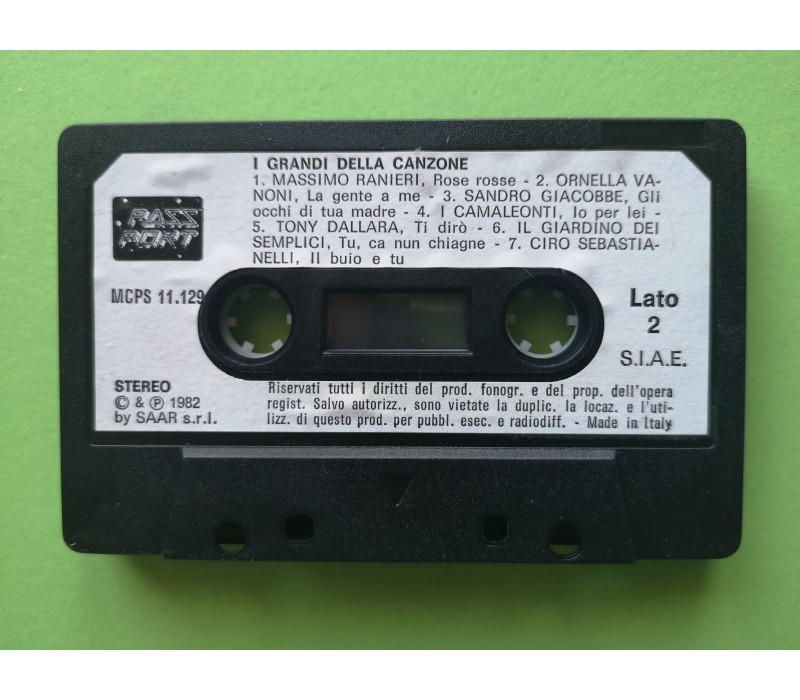 I GRANDI DELLA CANZONE
1. MASSIMO RANIERI, Rose rosse - 2. ORNELLA VA-
NONI, La gente a me - 3. SANDRO GIACOBBE, Gli
occhi di tua madre - 4. I CAMALEONTI, Io per lei -
5. TONY DALLARA, Ti dirò - 6. IL GIARDINO DEI
SEMPLICI, Tu, ca nun chiagne - 7. CIRO SEBASTIA-
NELLI, Il buio e tu
PASS
PORT
MCPS 11.129
Lato
2
S.I.A.E.
STEREO
© & Ⓟ 1982
by SAAR s.r.l.
Riservati tutti i diritti del prod. fonogr. e del prop. dell'opera
regist. Salvo autorizz., sono vietate la duplic. la locaz. e l'uti-
lizz. di questo prod. per pubbl. esec. e radiodiff. - Made in Italy